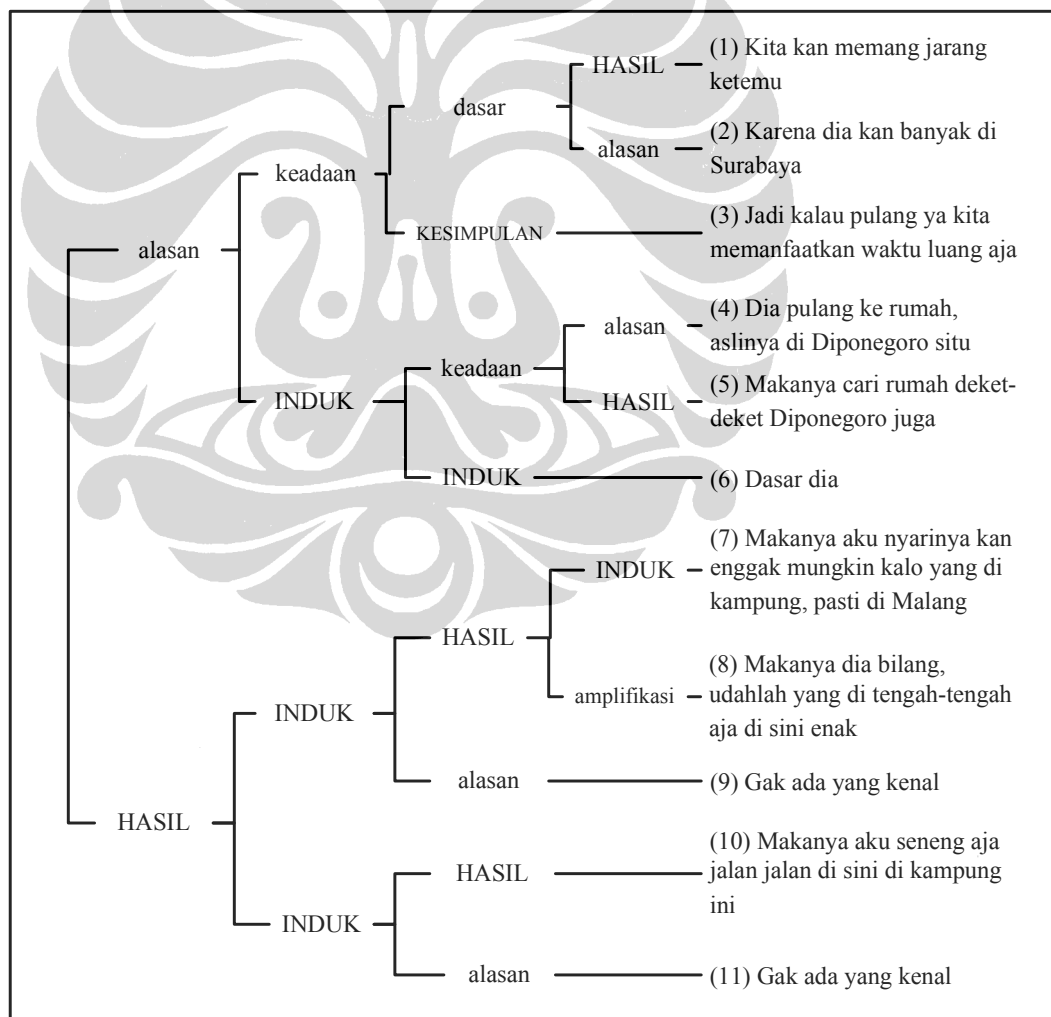 (1) Kita kan memang jarang
HASIL
ketemu
dasar
(2) Karena dia kan banyak di
alasan
Surabaya
keadaan
(3) Jadi kalau pulang ya kita
KESIMPULAN
memanfaatkan waktu luang aja
alasan
(4) Dia pulang ke rumah,
alasan
aslinya di Diponegoro situ
keadaan
(5) Makanya cari rumah deket-
HASIL
deket Diponegoro juga
INDUK
INDUK
(6) Dasar dia
(7) Makanya aku nyarinya kan
INDUK
enggak mungkin kalo yang di
kampung, pasti di Malang
HASIL
(8) Makanya dia bilang,
amplifikasi
udahlah yang di tengah-tengah
aja di sini enak
INDUK
alasan
(9) Gak ada yang kenal
HASIL
(10) Makanya aku seneng aja
HASIL
jalan jalan di sini di kampung
ini
INDUK
alasan
(11) Gak ada yang kenal